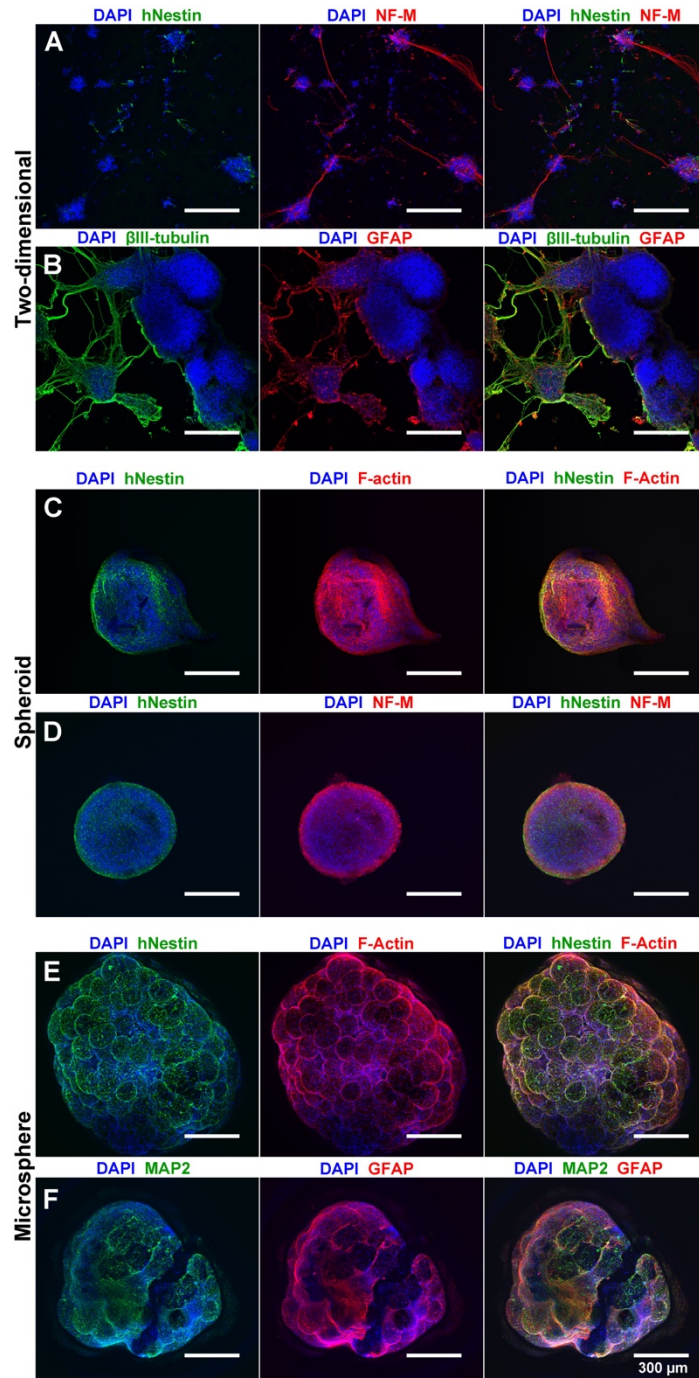 DAPI hNestin
NF-M
DAPI hNestin NF-M
A
Two-dimensional
DAPI βIII-tubulin
GFAP
DAPI βIII-tubulin GFAP
B
DAPI hNestin
DAPI F-actin
DAPI hNestin F-Actin
C
Spheroid
DAPI hNestin
DAPI NF-M
DAPI hNestin NF-M
D
DAPI hNestin
DAPI F-Actin
DAPI hNestin F-Actin
E
Microsphere
DAPI MAP2
DAPI GFAP
DAPI MAP2 GFAP
F
300 µm